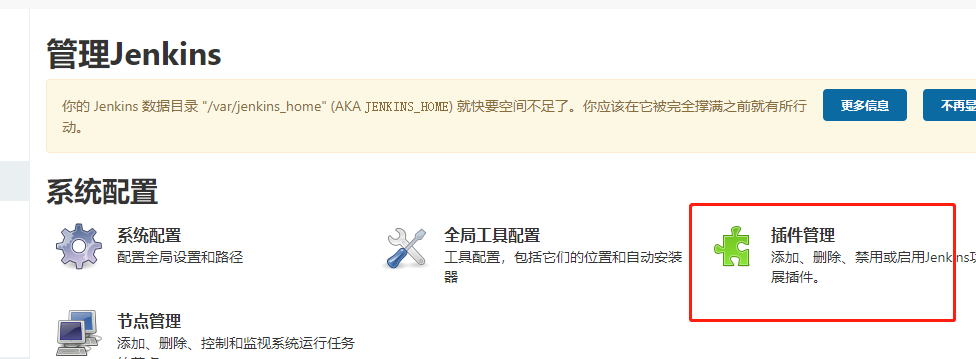 管理Jenkins
你的 Jenkins 数据目录 "/var/jenkins_home" (AKA JENKINS_HOME) 就快要空间不足了。你应该在它被完全撑满之前就有所行
动。
更多信息
不再显
系统配置
系统配置
配置全局设置和路径
全局工具配置
工具配置，包括它们的位置和自动安装
器
插件管理
添加、删除、禁用或启用Jenkins功
展插件。
节点管理
添加、删除、控制和监视系统运行任务